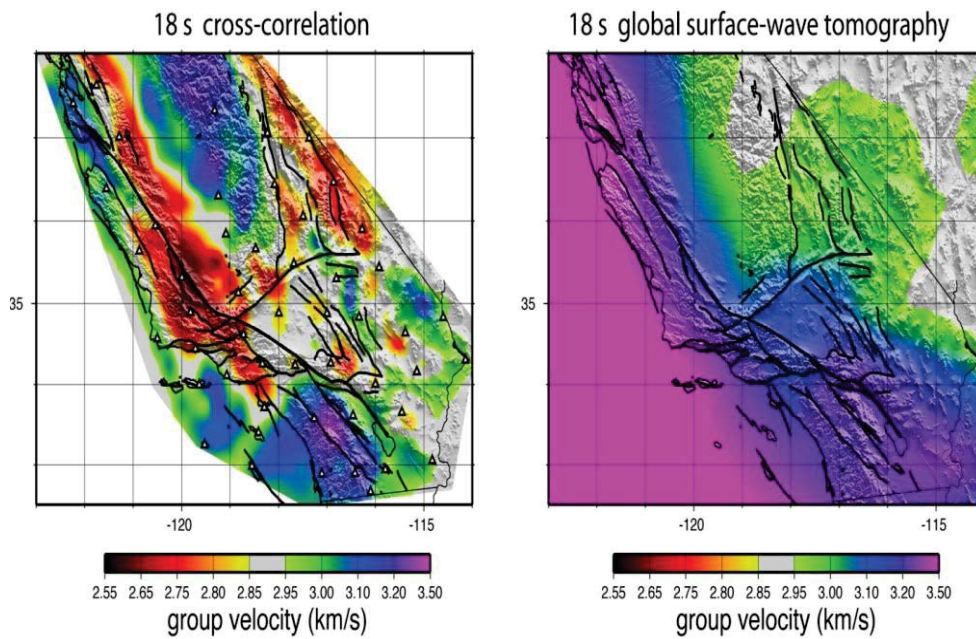 18 s cross-correlation
18 s global surface-wave tomography
35
35
-120
-115
-120
-115
2.55 2.65 2.75 2.80 2.85 2.95 3.00 3.10 3.20 3.50
2.55 2.65 2.75 2.80 2.85 2.95 3.00 3.10 3.20 3.50
group velocity (km/s)
group velocity (km/s)